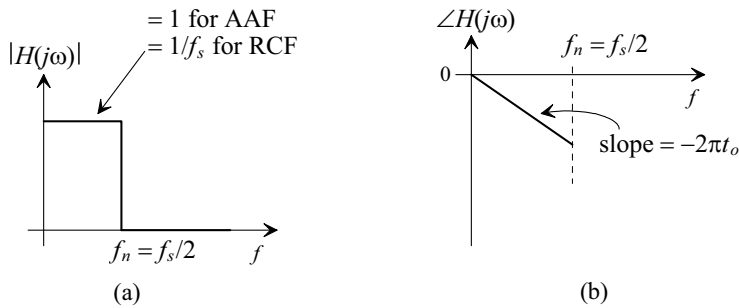 = 1 for AAF
= 1/fs for RCF
|H(jω)|
fn = fs/2
f
(a)
∠H(jω)
fn = fs/2
0
f
slope = −2πto
(b)